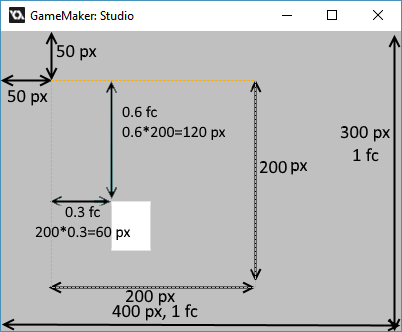 GameMaker: Studio
50 px
50 px
0.6 fc
0.6*200=120 px
300 px
1 fc
200 px
0.3 fc
200*0.3=60 px
200 px
400 px, 1 fc